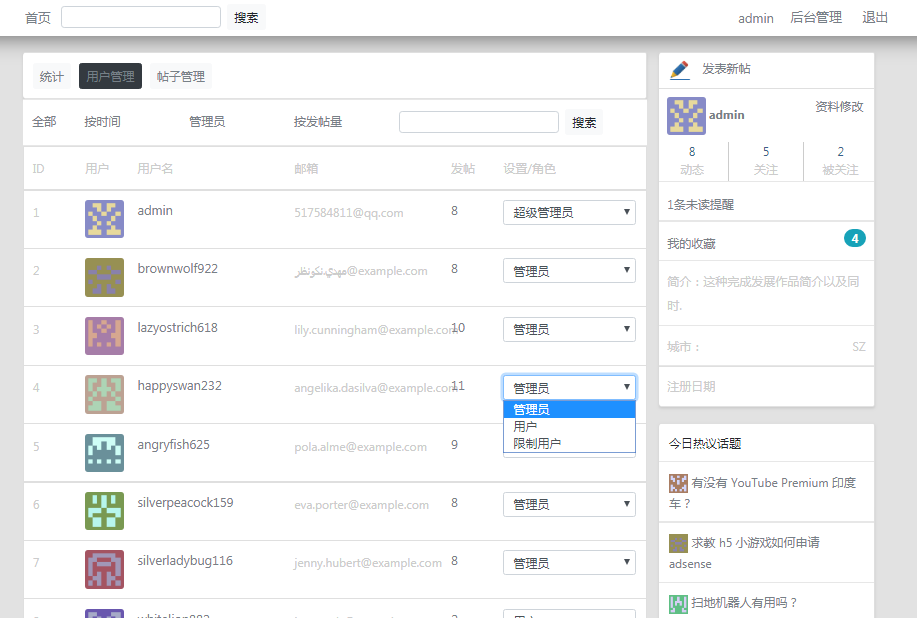 首页 搜索 admin 后台管理 退出
统计 用户管理 帖子管理
全部 按时间 管理员 按发帖量 搜索
ID 用户 用户名 邮箱 发帖 设置/角色
1 admin 517584811@qq.com 8 超级管理员
2 brownwolf922 مهدي.نكونظر@example.com 8 管理员
3 lazyostrich618 lily.cunningham@example.com 10 管理员
4 happyswan232 angelika.dasilva@example.com 11 管理员
管理员
用户
限制用户
5 angryfish625 pola.alme@example.com 9
6 silverpeacock159 eva.porter@example.com 8 管理员
7 silverladybug116 jenny.hubert@example.com 8 管理员
发表新帖
admin 资料修改
8 5 2
动态 关注 被关注
1条未读提醒
我的收藏 4
简介：这种完成发展作品简介以及同
时.
城市： SZ
注册日期
今日热议话题
有没有 YouTube Premium 印度
车？
求教 h5 小游戏如何申请
adsense
扫地机器人有用吗？